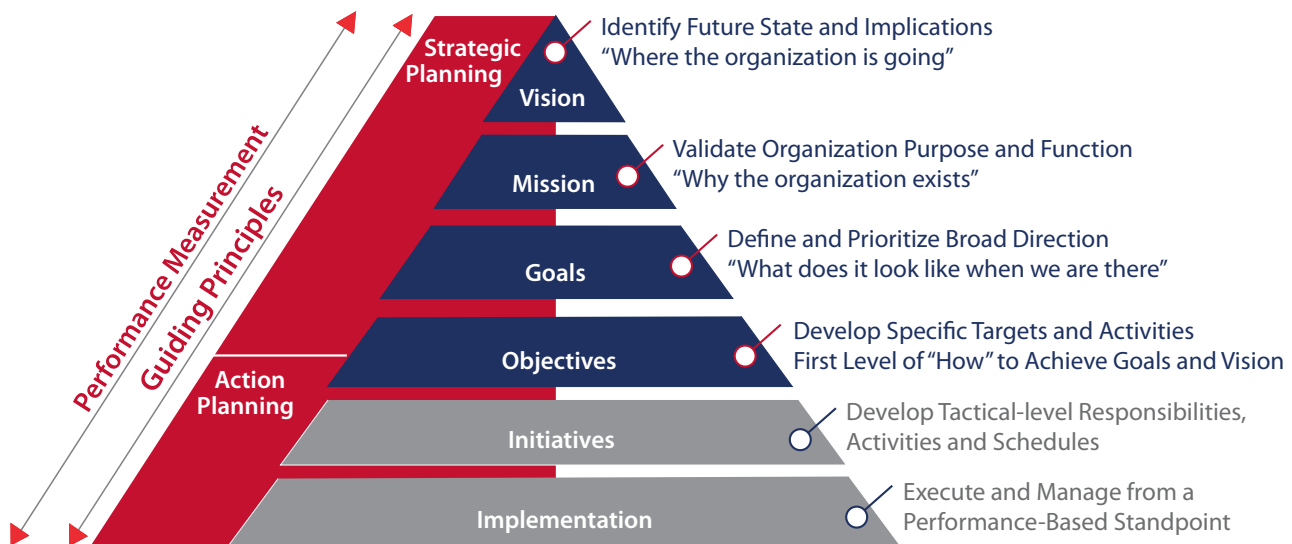 Performance Measurement
Guiding Principles
Strategic
Planning
Action
Planning
Vision
Identify Future State and Implications
“Where the organization is going”
Mission
Validate Organization Purpose and Function
“Why the organization exists”
Goals
Define and Prioritize Broad Direction
“What does it look like when we are there”
Objectives
Develop Specific Targets and Activities
First Level of “How” to Achieve Goals and Vision
Initiatives
Develop Tactical-level Responsibilities,
Activities and Schedules
Implementation
Execute and Manage from a
Performance-Based Standpoint